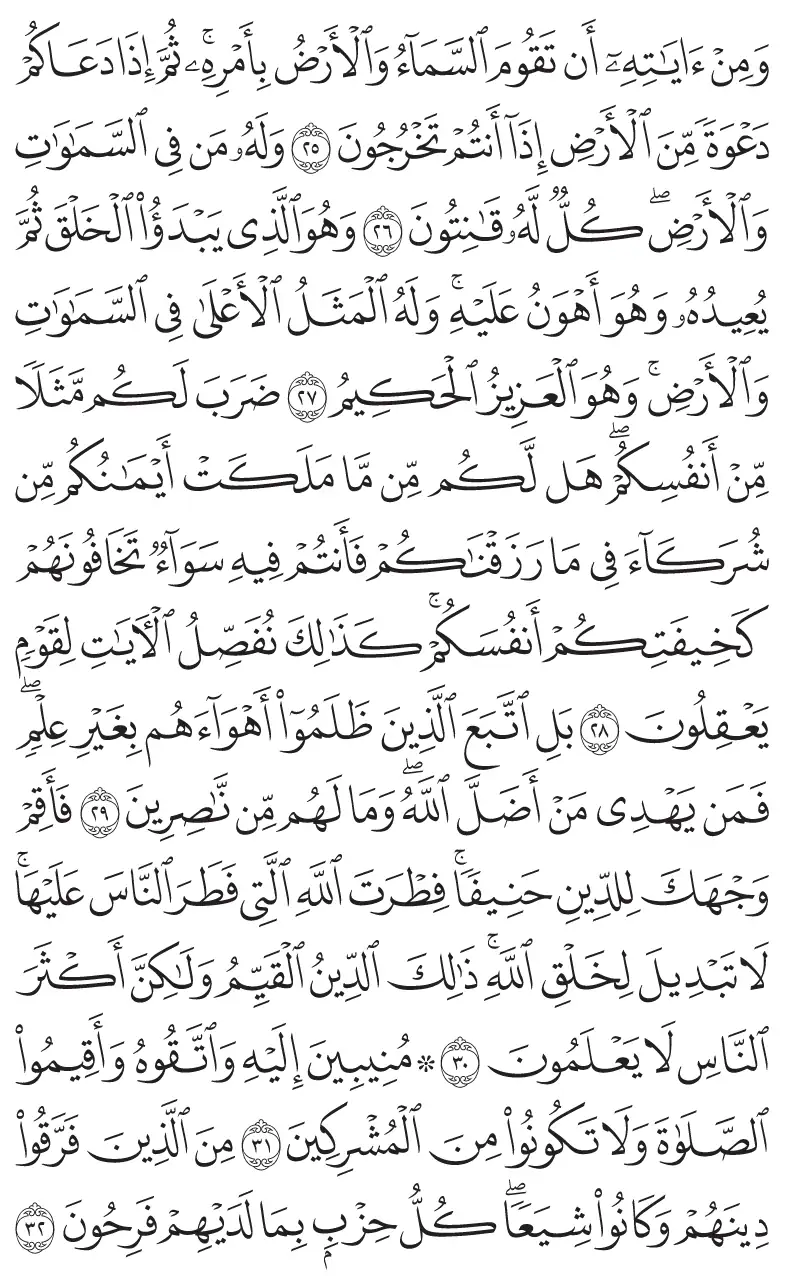 وَمِنْ ءَايَـٰتِهِۦٓ أَن تَقُومَ ٱلسَّمَآءُ وَٱلْأَرْضُ بِأَمْرِهِۦ ۚ ثُمَّ إِذَا دَعَاكُمْ
دَعْوَةً مِّنَ ٱلْأَرْضِ إِذَآ أَنتُمْ تَخْرُجُونَ ٢٥ وَلَهُۥ مَن فِى ٱلسَّمَـٰوَٰتِ
وَٱلْأَرْضِ ۖ كُلٌّ لَّهُۥ قَـٰنِتُونَ ٢٦ وَهُوَ ٱلَّذِى يَبْدَؤُا۟ ٱلْخَلْقَ ثُمَّ
يُعِيدُهُۥ وَهُوَ أَهْوَنُ عَلَيْهِ ۚ وَلَهُ ٱلْمَثَلُ ٱلْأَعْلَىٰ فِى ٱلسَّمَـٰوَٰتِ
وَٱلْأَرْضِ ۚ وَهُوَ ٱلْعَزِيزُ ٱلْحَكِيمُ ٢٧ ضَرَبَ لَكُم مَّثَلًا
مِّنْ أَنفُسِكُمْ ۖ هَل لَّكُم مِّن مَّا مَلَكَتْ أَيْمَـٰنُكُم مِّن
شُرَكَآءَ فِى مَا رَزَقْنَـٰكُمْ فَأَنتُمْ فِيهِ سَوَآءٌ تَخَافُونَهُمْ
كَخِيفَتِكُمْ أَنفُسَكُمْ ۚ كَذَٰلِكَ نُفَصِّلُ ٱلْـَٔايَـٰتِ لِقَوْمٍ
يَعْقِلُونَ ٢٨ بَلِ ٱتَّبَعَ ٱلَّذِينَ ظَلَمُوٓا۟ أَهْوَآءَهُم بِغَيْرِ عِلْمٍ ۖ
فَمَن يَهْدِى مَنْ أَضَلَّ ٱللَّهُ ۖ وَمَا لَهُم مِّن نَّـٰصِرِينَ ٢٩ فَأَقِمْ
وَجْهَكَ لِلدِّينِ حَنِيفًا ۚ فِطْرَتَ ٱللَّهِ ٱلَّتِى فَطَرَ ٱلنَّاسَ عَلَيْهَا ۚ
لَا تَبْدِيلَ لِخَلْقِ ٱللَّهِ ۚ ذَٰلِكَ ٱلدِّينُ ٱلْقَيِّمُ وَلَـٰكِنَّ أَكْثَرَ
ٱلنَّاسِ لَا يَعْلَمُونَ ٣٠ * مُنِيبِينَ إِلَيْهِ وَٱتَّقُوهُ وَأَقِيمُوا۟
ٱلصَّلَوٰةَ وَلَا تَكُونُوا۟ مِنَ ٱلْمُشْرِكِينَ ٣١ مِنَ ٱلَّذِينَ فَرَّقُوا۟
دِينَهُمْ وَكَانُوا۟ شِيَعًا ۖ كُلُّ حِزْبٍۭ بِمَا لَدَيْهِمْ فَرِحُونَ ٣٢